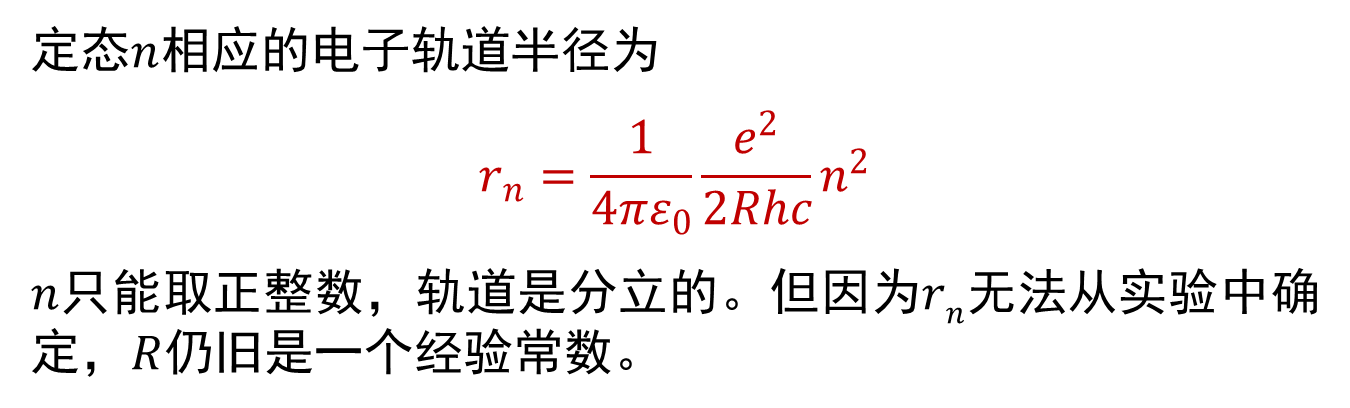 定态n相应的电子轨道半径为
r_n = \frac{1}{4πε_0} \frac{e^2}{2Rhc} n^2
n只能取正整数，轨道是分立的。但因为r_n无法从实验中确
定，R仍旧是一个经验常数。